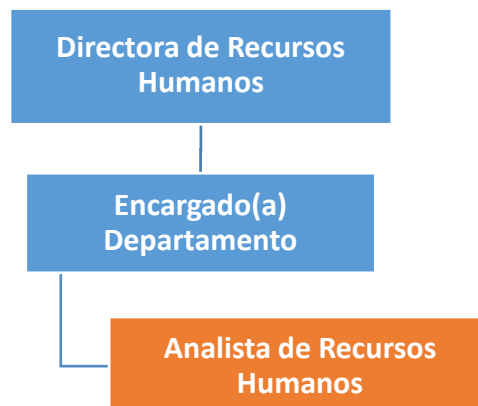 Directora de Recursos
Humanos
Encargado(a)
Departamento
Analista de Recursos
Humanos